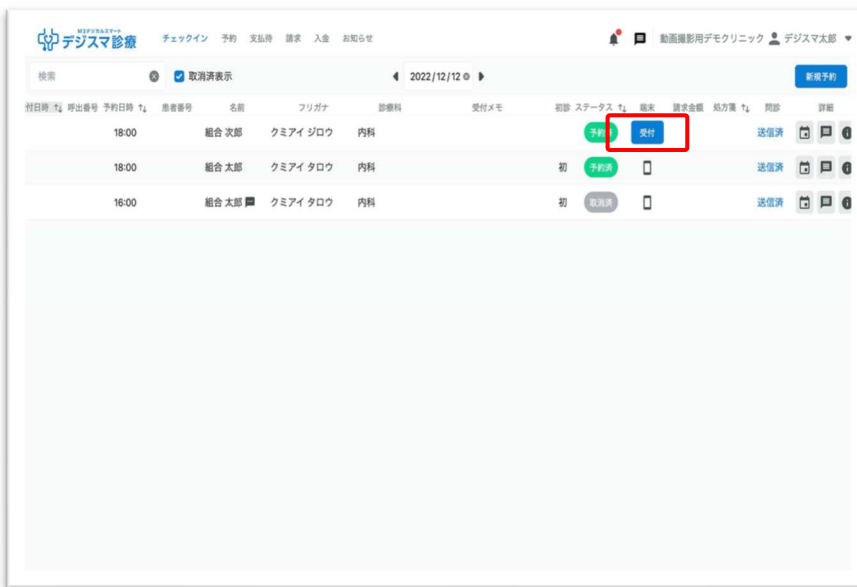 M3デジカルスマート
デジスマ診療 チェックイン 予約 支払待 請求 入金 お知らせ 動画撮影用デモクリニック デジスマ太郎
検索 取消済表示 2022/12/12 新規予約
付日時 呼出番号 予約日時 患者番号 名前 フリガナ 診療科 受付メモ 初診 ステータス 端末 請求金額 処方箋 問診 詳細
18:00 組合 次郎 クミアイ ジロウ 内科 受付 送信済
18:00 組合 太郎 クミアイ タロウ 内科 初 予約済 送信済
16:00 組合 太郎 クミアイ タロウ 内科 初 取消済 送信済